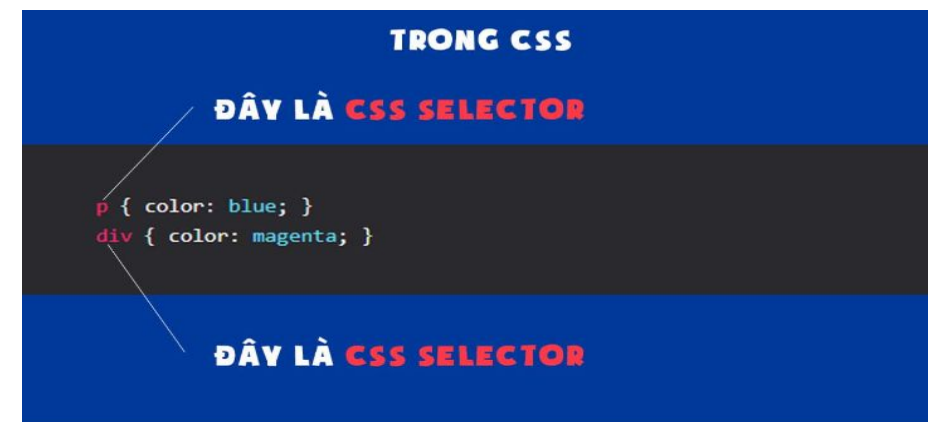 TRONG CSS
ĐÂY LÀ CSS SELECTOR
p { color: blue; }
div { color: magenta; }
ĐÂY LÀ CSS SELECTOR